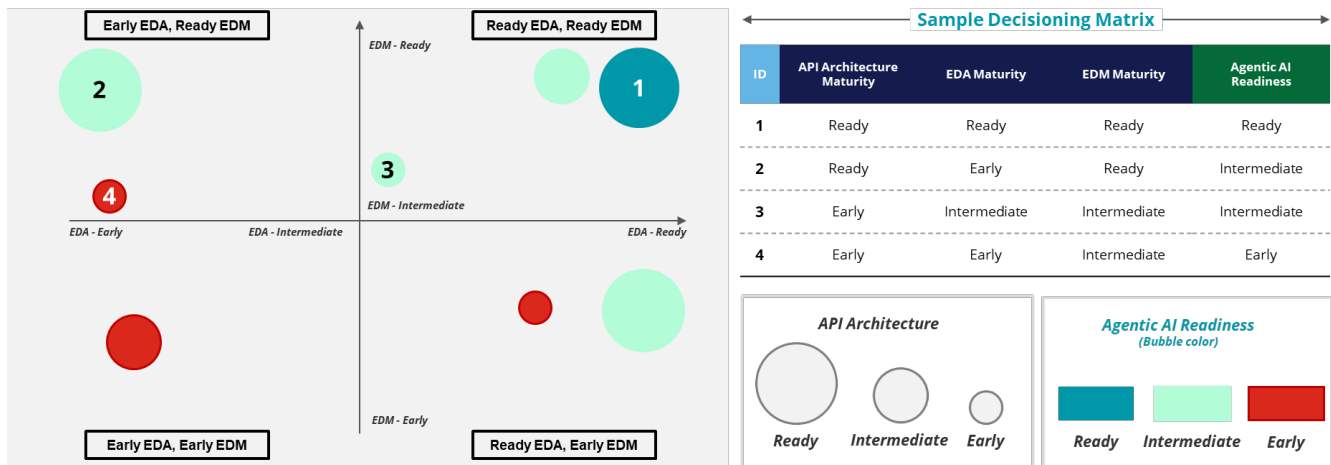 Early EDA, Ready EDM
Ready EDA, Ready EDM
EDM - Ready
2
1
3
4
EDM - Intermediate
EDA - Early
EDA - Intermediate
EDA - Ready
EDM - Early
Early EDA, Early EDM
Ready EDA, Early EDM
Sample Decisioning Matrix
ID API Architecture Maturity EDA Maturity EDM Maturity Agentic AI Readiness
1 Ready Ready Ready Ready
2 Ready Early Ready Intermediate
3 Early Intermediate Intermediate Intermediate
4 Early Early Intermediate Early
API Architecture
Ready Intermediate Early
Agentic AI Readiness
(Bubble color)
Ready Intermediate Early